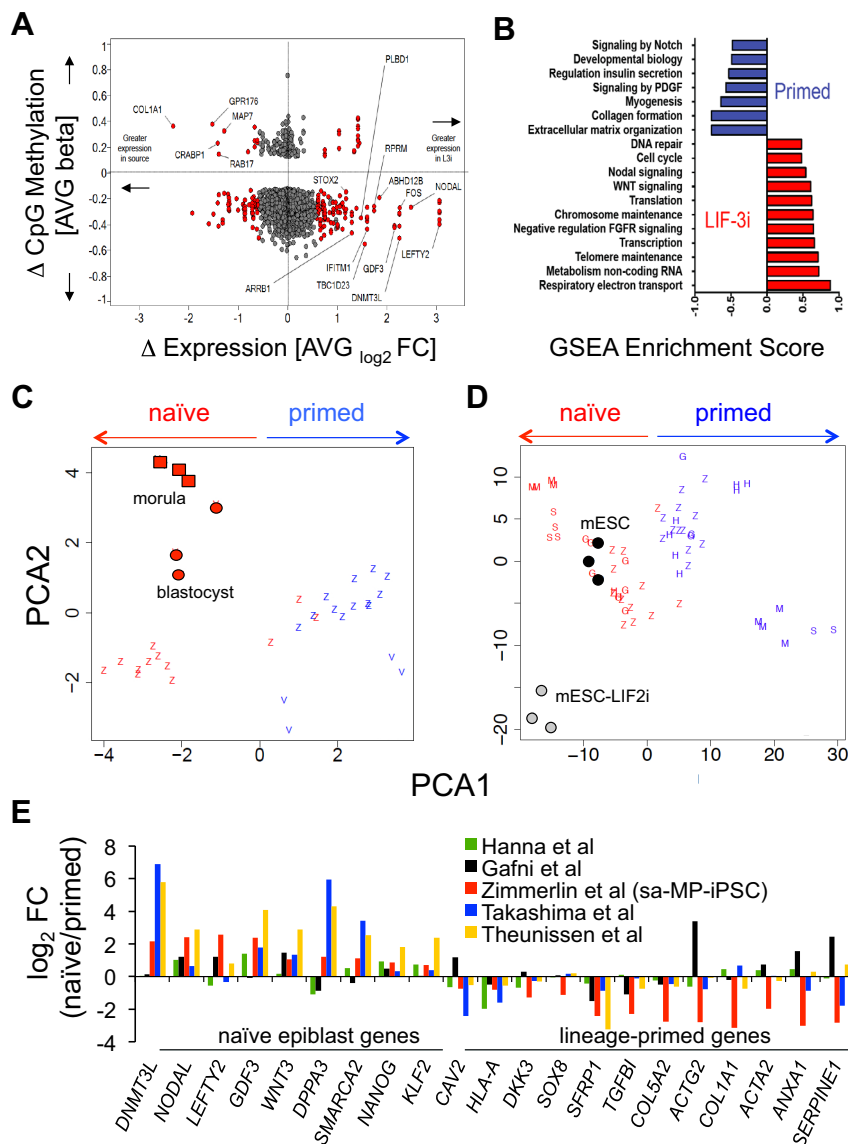 A
Δ CpG Methylation
[AVG beta]
1
0.8
0.6
0.4
0.2
0
-0.2
-0.4
-0.6
-0.8
-1
-3
-2
-1
0
1
2
3
COL1A1
GPR176
MAP7
CRABP1
RAB17
Greater
expression
in source
PLBD1
Greater
expression
in L3i
RPRM
STOX2
ABHD12B
FOS
NODAL
LEFTY2
GDF3
IFITM1
TBC1D23
DNMT3L
ARRB1
Δ Expression [AVG log2 FC]
B
Signaling by Notch
Developmental biology
Regulation insulin secretion
Signaling by PDGF
Myogenesis
Collagen formation
Extracellular matrix organization
DNA repair
Cell cycle
Nodal signaling
WNT signaling
Translation
Chromosome maintenance
Negative regulation FGFR signaling
Transcription
Telomere maintenance
Metabolism non-coding RNA
Respiratory electron transport
Primed
LIF-3i
-1.0
-0.5
0.0
0.5
1.0
GSEA Enrichment Score
C
naïve
primed
morula
blastocyst
PCA2
4
2
0
−2
−4
−2
0
2
D
naïve
primed
mESC
mESC-LIF2i
10
5
0
−10
−20
−10
0
10
20
30
PCA1
E
log2 FC
(naïve/primed)
8
6
4
2
0
-2
-4
Hanna et al
Gafni et al
Zimmerlin et al (sa-MP-iPSC)
Takashima et al
Theunissen et al
naïve epiblast genes
lineage-primed genes
DNMT3L
NODAL
LEFTY2
GDF3
WNT3
DPPA3
SMARCA2
NANOG
KLF2
CAV2
HLA-A
DKK3
SOX8
SFRP1
TGFBI
COL5A2
ACTG2
COL1A1
ACTA2
ANXA1
SERPINE1